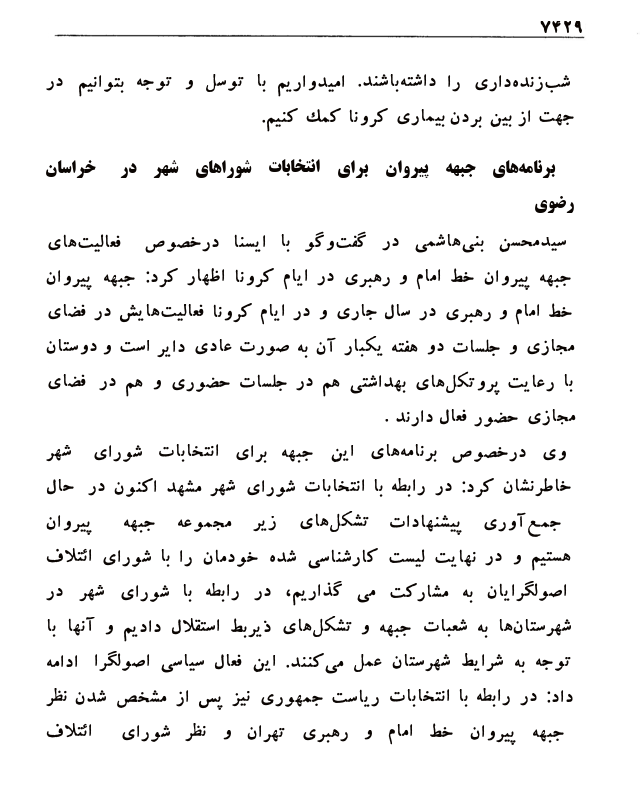 ۷۴۲۹
شب‌زنده‌داری را داشته‌باشند. امیدواریم با توسل و توجه بتوانیم در
جهت از بین بردن بیماری کرونا کمك کنیم.
برنامه‌های جبهه پیروان برای انتخابات شوراهای شهر در خراسان
رضوی
سیدمحسن بنی‌هاشمی در گفت‌وگو با ایسنا درخصوص فعالیت‌های
جبهه پیروان خط امام و رهبری در ایام کرونا اظهار کرد: جبهه پیروان
خط امام و رهبری در سال جاری و در ایام کرونا فعالیت‌هایش در فضای
مجازی و جلسات دو هفته یکبار آن به صورت عادی دایر است و دوستان
با رعایت پروتکل‌های بهداشتی هم در جلسات حضوری و هم در فضای
مجازی حضور فعال دارند .
وی درخصوص برنامه‌های این جبهه برای انتخابات شورای شهر
خاطرنشان کرد: در رابطه با انتخابات شورای شهر مشهد اکنون در حال
جمع‌آوری پیشنهادات تشکل‌های زیر مجموعه جبهه پیروان
هستیم و در نهایت لیست کارشناسی شده خودمان را با شورای ائتلاف
اصولگرایان به مشارکت می گذاریم، در رابطه با شورای شهر در
شهرستان‌ها به شعبات جبهه و تشکل‌های ذیربط استقلال دادیم و آنها با
توجه به شرایط شهرستان عمل می‌کنند. این فعال سیاسی اصولگرا ادامه
داد: در رابطه با انتخابات ریاست جمهوری نیز پس از مشخص شدن نظر
جبهه پیروان خط امام و رهبری تهران و نظر شورای ائتلاف